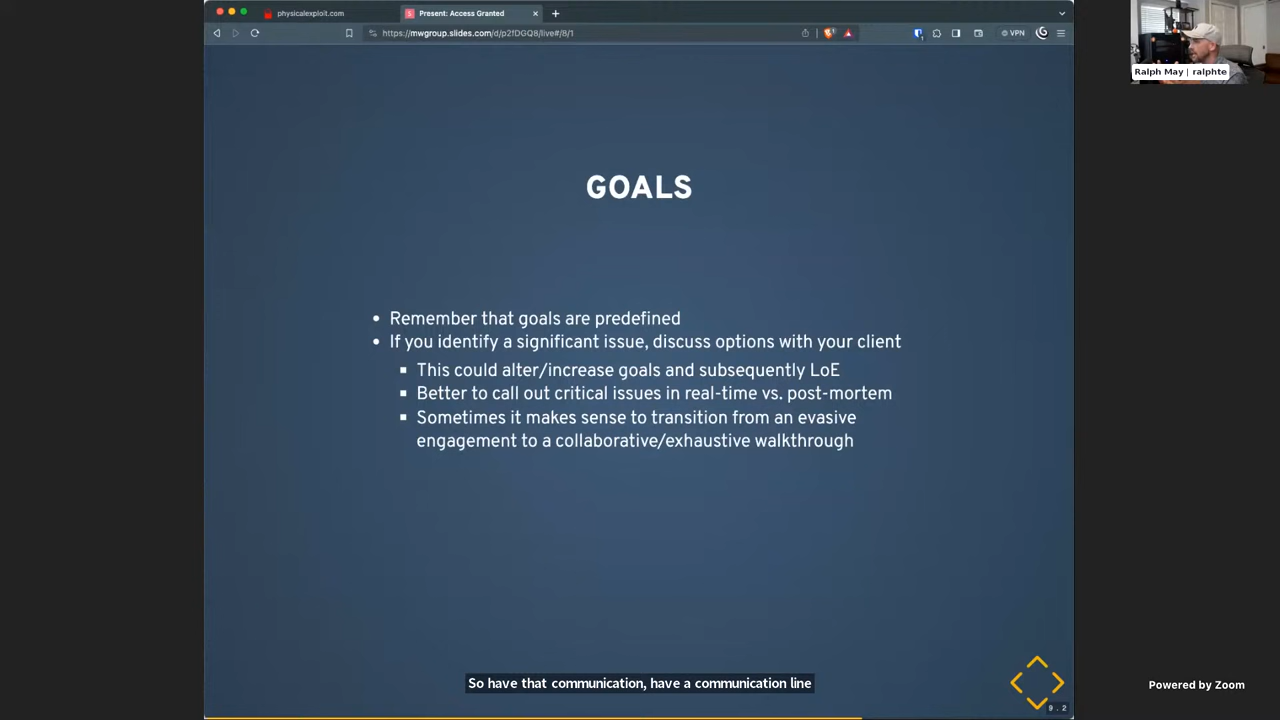 physicalexploit.com
Present: Access Granted
https://mwgroup.slides.com/d/p2fDGQ8/live#/8/1
VPN
Ralph May | ralphte
GOALS
• Remember that goals are predefined
• If you identify a significant issue, discuss options with your client
▪ This could alter/increase goals and subsequently LoE
▪ Better to call out critical issues in real-time vs. post-mortem
▪ Sometimes it makes sense to transition from an evasive
engagement to a collaborative/exhaustive walkthrough
So have that communication, have a communication line
Powered by Zoom
9.2